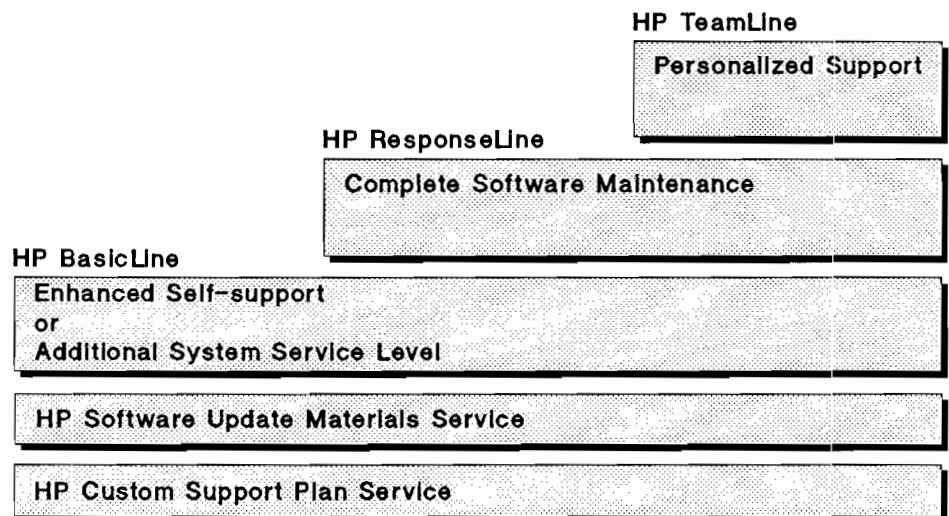 HP TeamLine
Personalized Support
HP ResponseLine
Complete Software Maintenance
HP BasicLine
Enhanced Self-support
or
Additional System Service Level
HP Software Update Materials Service
HP Custom Support Plan Service